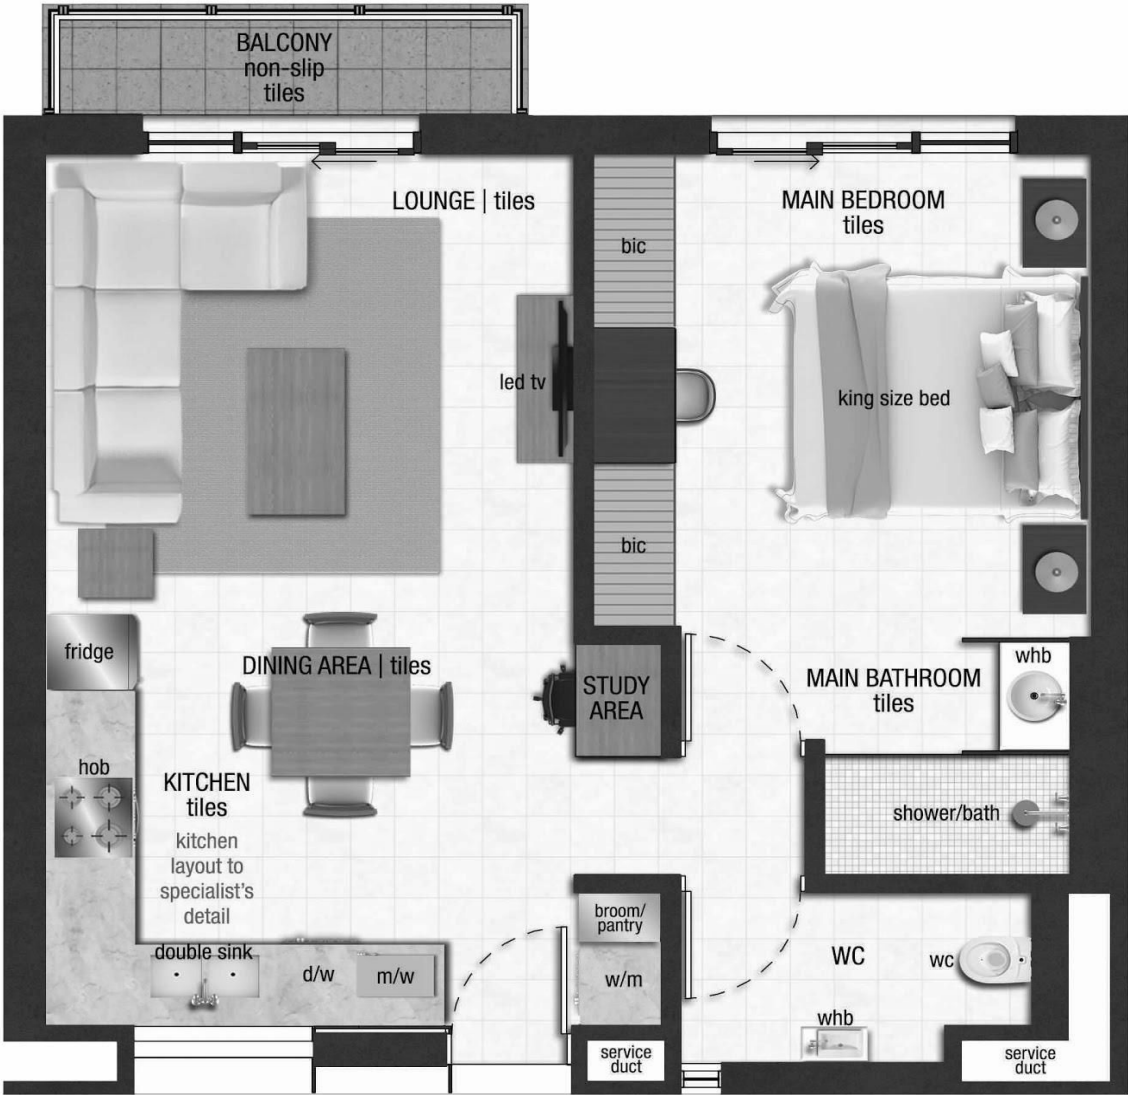 BALCONY
non-slip
tiles
LOUNGE | tiles
MAIN BEDROOM
tiles
bic
led tv
king size bed
bic
fridge
DINING AREA | tiles
STUDY
AREA
MAIN BATHROOM
tiles
whb
hob
KITCHEN
tiles
kitchen
layout to
specialist's
detail
shower/bath
broom/
pantry
double sink
d/w
m/w
w/m
WC
wc
whb
service
duct
service
duct